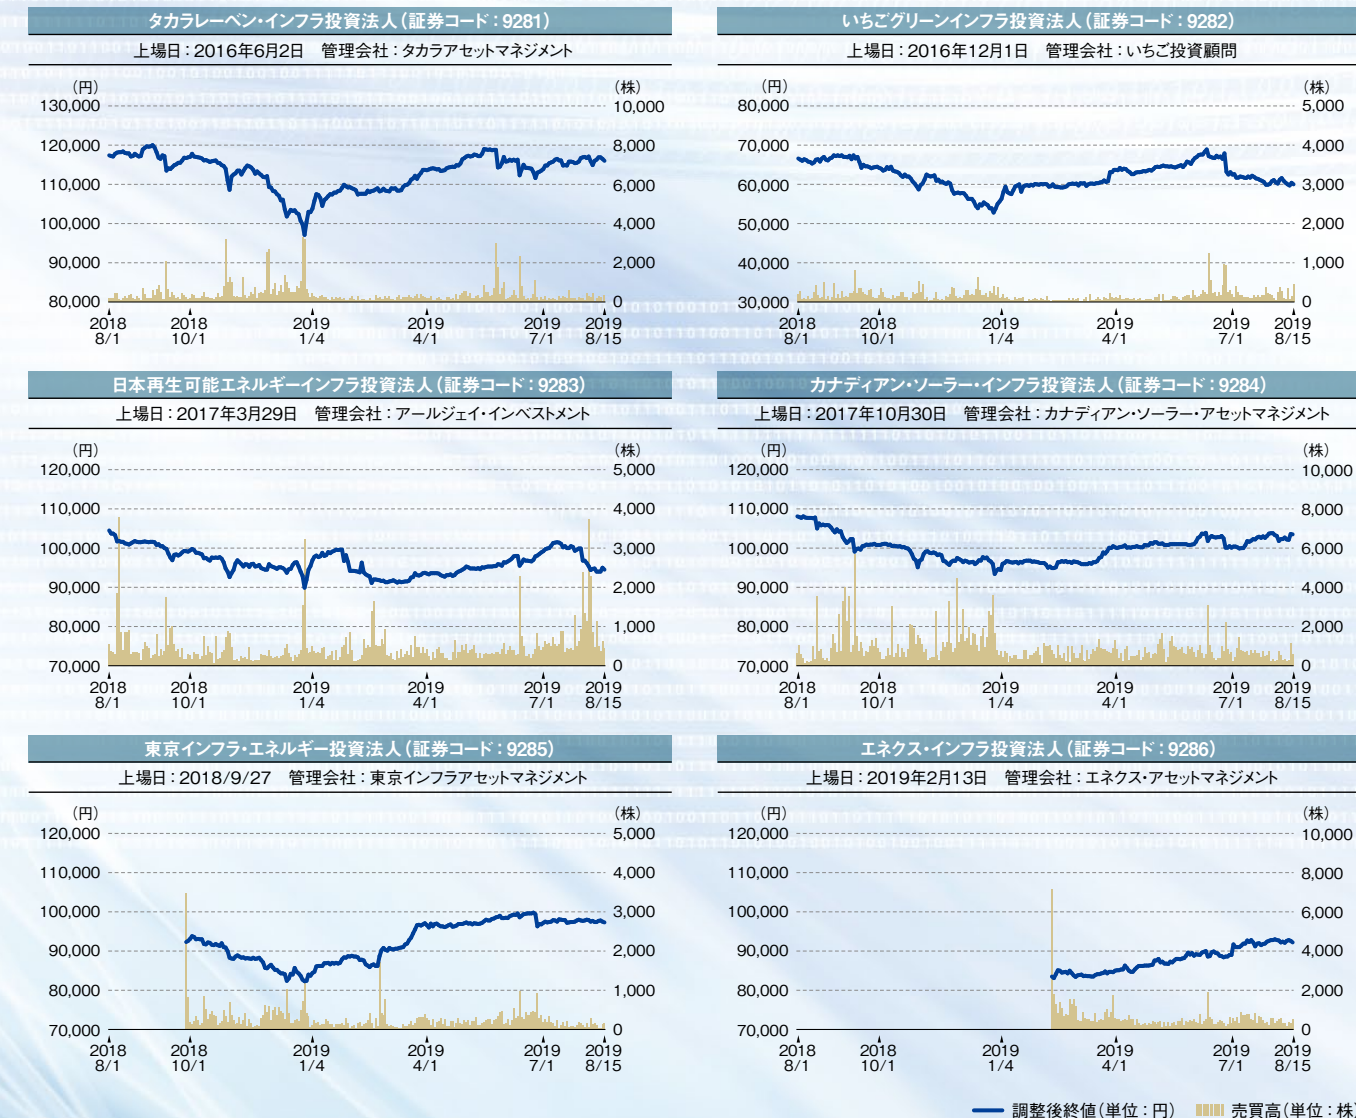 タカラレーベン・インフラ投資法人（証券コード：9281）
上場日：2016年6月2日　管理会社：タカラアセットマネジメント
（円）　（株）
130,000　10,000
120,000　8,000
110,000　6,000
100,000　4,000
90,000　2,000
80,000　0
2018　2018　2019　2019　2019　2019
8/1　10/1　1/4　4/1　7/1　8/15
いちごグリーンインフラ投資法人（証券コード：9282）
上場日：2016年12月1日　管理会社：いちご投資顧問
（円）　（株）
80,000　5,000
70,000　4,000
60,000　3,000
50,000　2,000
40,000　1,000
30,000　0
2018　2018　2019　2019　2019　2019
8/1　10/1　1/4　4/1　7/1　8/15
日本再生可能エネルギーインフラ投資法人（証券コード：9283）
上場日：2017年3月29日　管理会社：アールジェイ・インベストメント
（円）　（株）
120,000　5,000
110,000　4,000
100,000　3,000
90,000　2,000
80,000　1,000
70,000　0
2018　2018　2019　2019　2019　2019
8/1　10/1　1/4　4/1　7/1　8/15
カナディアン・ソーラー・インフラ投資法人（証券コード：9284）
上場日：2017年10月30日　管理会社：カナディアン・ソーラー・アセットマネジメント
（円）　（株）
120,000　10,000
110,000　8,000
100,000　6,000
90,000　4,000
80,000　2,000
70,000　0
2018　2018　2019　2019　2019　2019
8/1　10/1　1/4　4/1　7/1　8/15
東京インフラ・エネルギー投資法人（証券コード：9285）
上場日：2018/9/27　管理会社：東京インフラアセットマネジメント
（円）　（株）
120,000　5,000
110,000　4,000
100,000　3,000
90,000　2,000
80,000　1,000
70,000　0
2018　2018　2019　2019　2019　2019
8/1　10/1　1/4　4/1　7/1　8/15
エネクス・インフラ投資法人（証券コード：9286）
上場日：2019年2月13日　管理会社：エネクス・アセットマネジメント
（円）　（株）
120,000　10,000
110,000　8,000
100,000　6,000
90,000　4,000
80,000　2,000
70,000　0
2018　2018　2019　2019　2019　2019
8/1　10/1　1/4　4/1　7/1　8/15
調整後終値（単位：円）　売買高（単位：株）